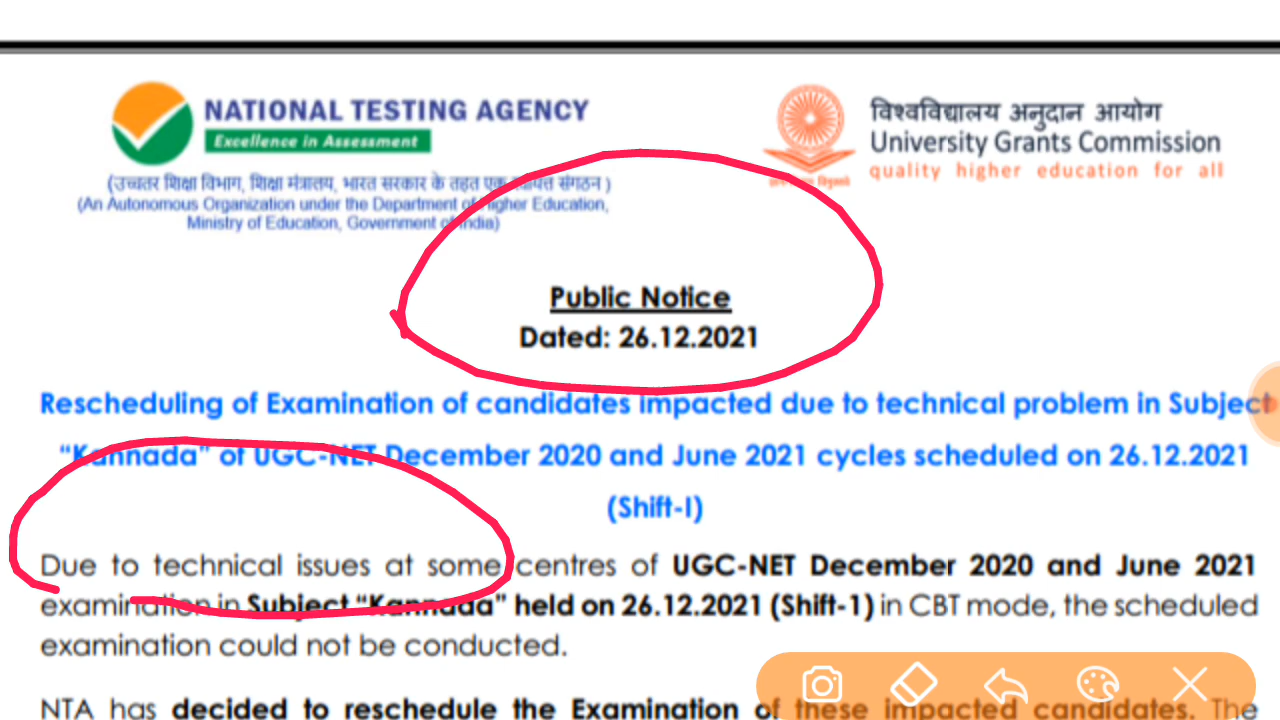 NATIONAL TESTING AGENCY
Excellence in Assessment
(उच्चतर शिक्षा विभाग, शिक्षा मंत्रालय, भारत सरकार के तहत एक संगठन )
(An Autonomous Organization under the Department of Higher Education,
Ministry of Education, Government of India)
विश्वविद्यालय अनुदान आयोग
University Grants Commission
quality higher education for all
Public Notice
Dated: 26.12.2021
Rescheduling of Examination of candidates impacted due to technical problem in Subject
“Kannada” of UGC-NET December 2020 and June 2021 cycles scheduled on 26.12.2021
(Shift-I)
Due to technical issues at some centres of UGC-NET December 2020 and June 2021
examination in Subject “Kannada” held on 26.12.2021 (Shift-1) in CBT mode, the scheduled
examination could not be conducted.
NTA has decided to reschedule the Examination of these impacted candidates. The